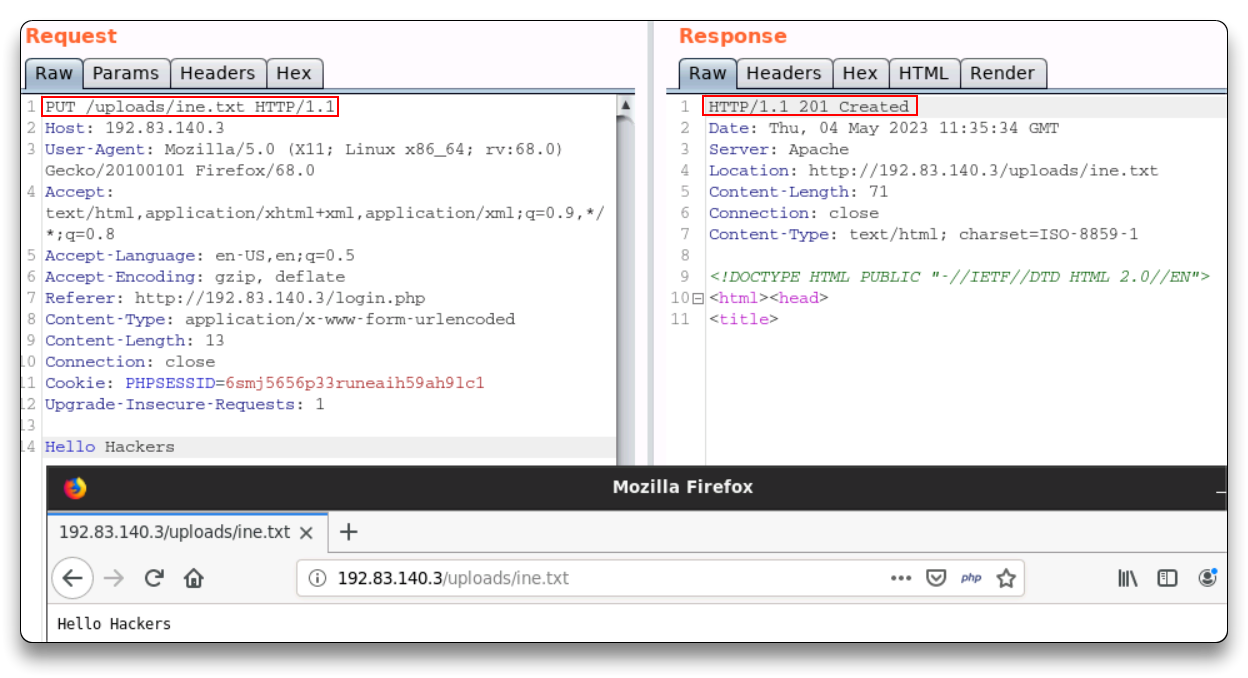 Request
Raw Params Headers Hex
1 PUT /uploads/ine.txt HTTP/1.1
2 Host: 192.83.140.3
3 User-Agent: Mozilla/5.0 (X11; Linux x86_64; rv:68.0)
Gecko/20100101 Firefox/68.0
4 Accept:
text/html,application/xhtml+xml,application/xml;q=0.9,*/
*;q=0.8
5 Accept-Language: en-US,en;q=0.5
6 Accept-Encoding: gzip, deflate
7 Referer: http://192.83.140.3/login.php
8 Content-Type: application/x-www-form-urlencoded
9 Content-Length: 13
10 Connection: close
11 Cookie: PHPSESSID=6smj5656p33runeaih59ah9lc1
12 Upgrade-Insecure-Requests: 1
13
14 Hello Hackers
Response
Raw Headers Hex HTML Render
1 HTTP/1.1 201 Created
2 Date: Thu, 04 May 2023 11:35:34 GMT
3 Server: Apache
4 Location: http://192.83.140.3/uploads/ine.txt
5 Content-Length: 71
6 Connection: close
7 Content-Type: text/html; charset=ISO-8859-1
8
9 <!DOCTYPE HTML PUBLIC "-//IETF//DTD HTML 2.0//EN">
10 <html><head>
11 <title>
Mozilla Firefox
192.83.140.3/uploads/ine.txt
192.83.140.3/uploads/ine.txt php
Hello Hackers